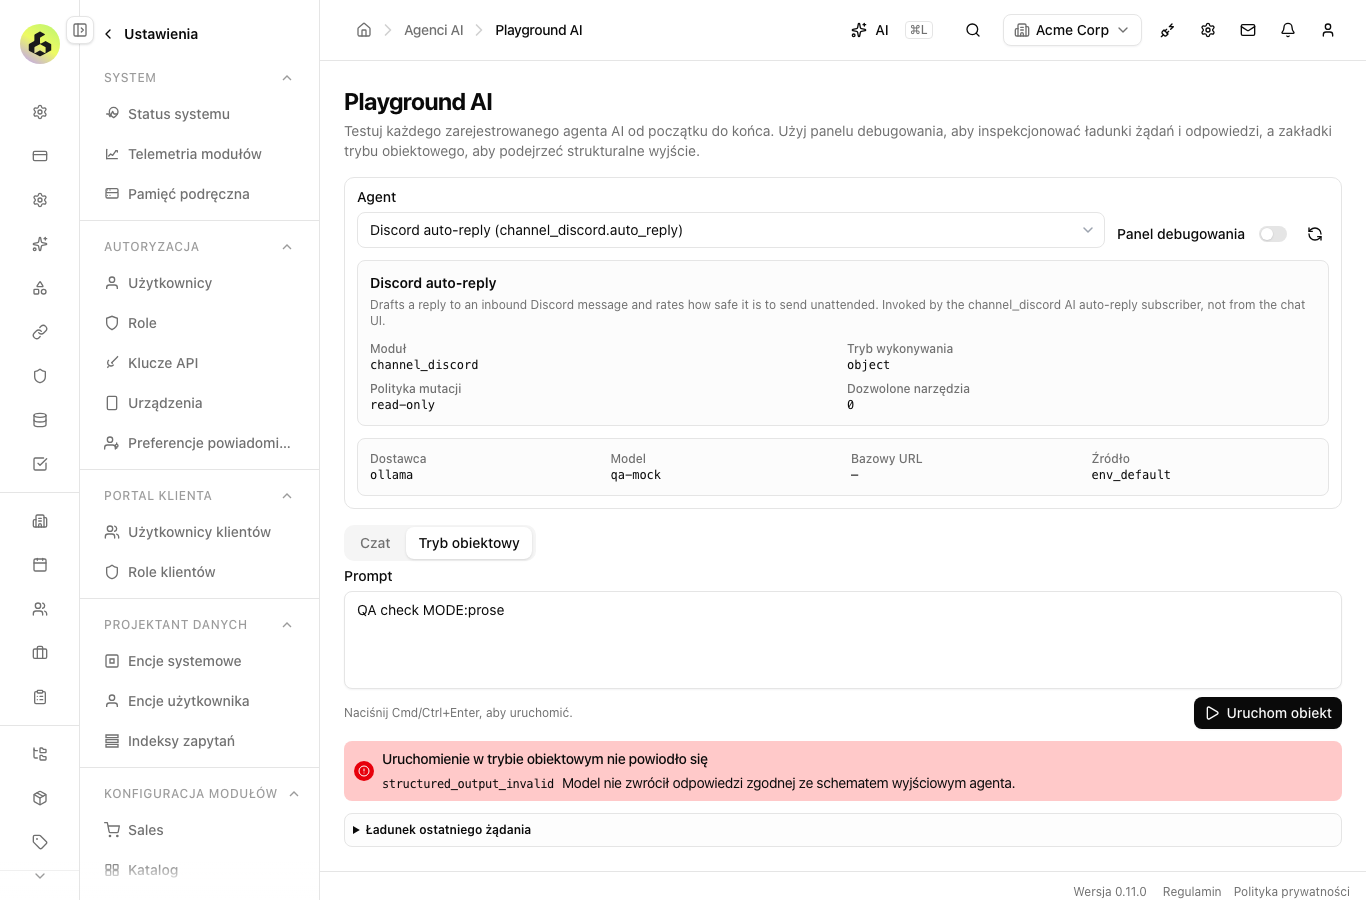 Ustawienia
Agenci AI
Playground AI
AI
⌘L
Acme Corp
SYSTEM
Status systemu
Telemetria modułów
Pamięć podręczna
AUTORYZACJA
Użytkownicy
Role
Klucze API
Urządzenia
Preferencje powiadomi...
PORTAL KLIENTA
Użytkownicy klientów
Role klientów
PROJEKTANT DANYCH
Encje systemowe
Encje użytkownika
Indeksy zapytań
KONFIGURACJA MODUŁÓW
Sales
Katalog
Playground AI
Testuj każdego zarejestrowanego agenta AI od początku do końca. Użyj panelu debugowania, aby inspekcjonować ładunki żądań i odpowiedzi, a zakładki
trybu obiektowego, aby podejrzeć strukturalne wyjście.
Agent
Discord auto-reply (channel_discord.auto_reply)
Panel debugowania
Discord auto-reply
Drafts a reply to an inbound Discord message and rates how safe it is to send unattended. Invoked by the channel_discord AI auto-reply subscriber, not from the chat
UI.
Moduł
channel_discord
Tryb wykonywania
object
Polityka mutacji
read-only
Dozwolone narzędzia
0
Dostawca
ollama
Model
qa-mock
Bazowy URL
—
Źródło
env_default
Czat
Tryb obiektowy
Prompt
QA check MODE:prose
Naciśnij Cmd/Ctrl+Enter, aby uruchomić.
Uruchom obiekt
Uruchomienie w trybie obiektowym nie powiodło się
structured_output_invalid Model nie zwrócił odpowiedzi zgodnej ze schematem wyjściowym agenta.
Ładunek ostatniego żądania
Wersja 0.11.0
Regulamin
Polityka prywatności